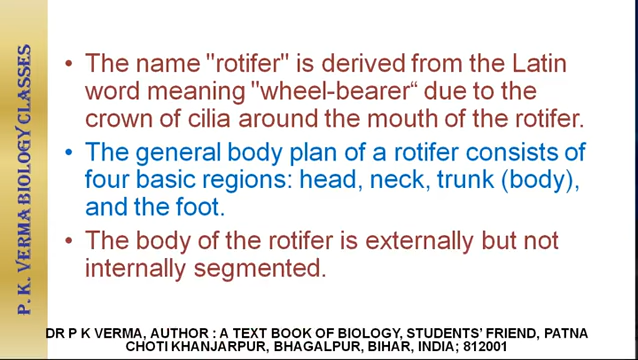 P. K. VERMA BIOLOGY CLASSES
• The name "rotifer" is derived from the Latin
word meaning "wheel-bearer“ due to the
crown of cilia around the mouth of the rotifer.
• The general body plan of a rotifer consists of
four basic regions: head, neck, trunk (body),
and the foot.
• The body of the rotifer is externally but not
internally segmented.
DR P K VERMA, AUTHOR : A TEXT BOOK OF BIOLOGY, STUDENTS’ FRIEND, PATNA
CHOTI KHANJARPUR, BHAGALPUR, BIHAR, INDIA; 812001